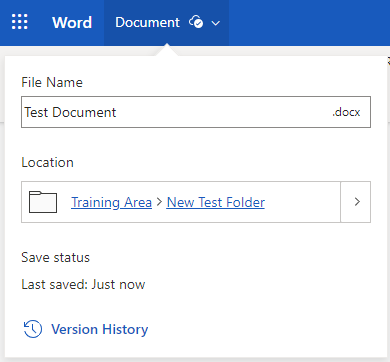 Word Document
File Name
Test Document .docx
Location
Training Area > New Test Folder >
Save status
Last saved: Just now
Version History